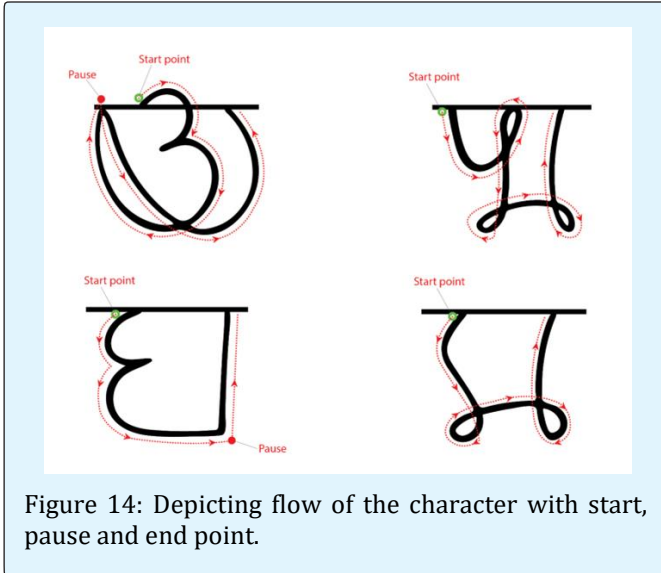 Start point
Pause
Start point
Start point
Pause
Start point
Figure 14: Depicting flow of the character with start,
pause and end point.